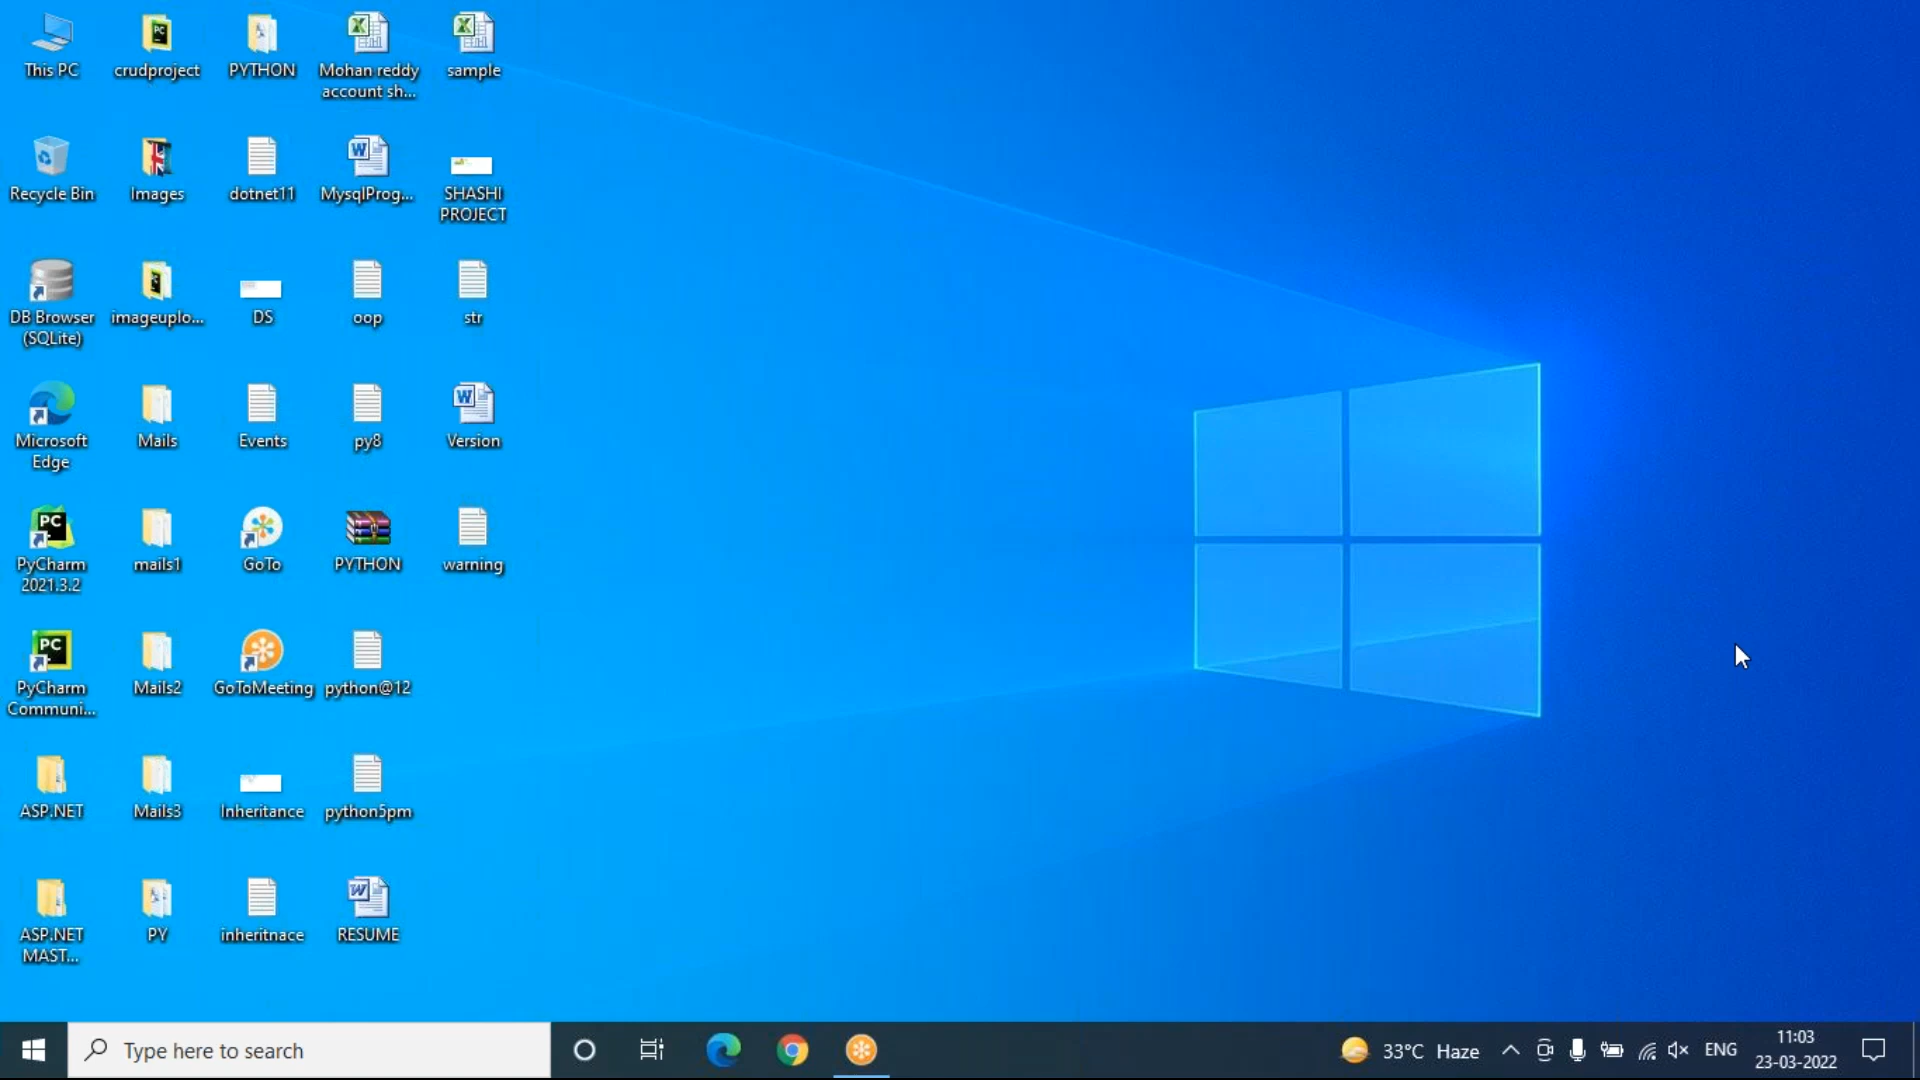 This PC
crudproject
PYTHON
Mohan reddy
account sh...
sample
Recycle Bin
Images
dotnet11
MysqlProg...
SHASHI
PROJECT
DB Browser
(SQLite)
imageuplo...
DS
oop
str
Microsoft
Edge
Mails
Events
py8
Version
PC
PyCharm
2021.3.2
mails1
GoTo
PYTHON
warning
PC
PyCharm
Communi...
Mails2
GoToMeeting
python@12
ASP.NET
Mails3
Inheritance
python5pm
ASP.NET
MAST...
PY
inheritnace
RESUME
Type here to search
33°C Haze
ENG
11:03
23-03-2022